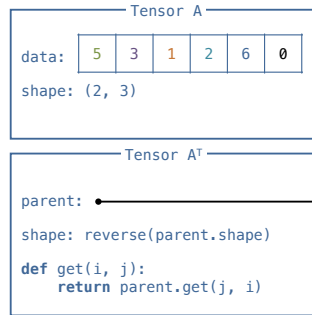 Tensor A
data: 5 3 1 2 6 0
shape: (2, 3)
Tensor Aᵀ
parent:
shape: reverse(parent.shape)
def get(i, j):
    return parent.get(j, i)